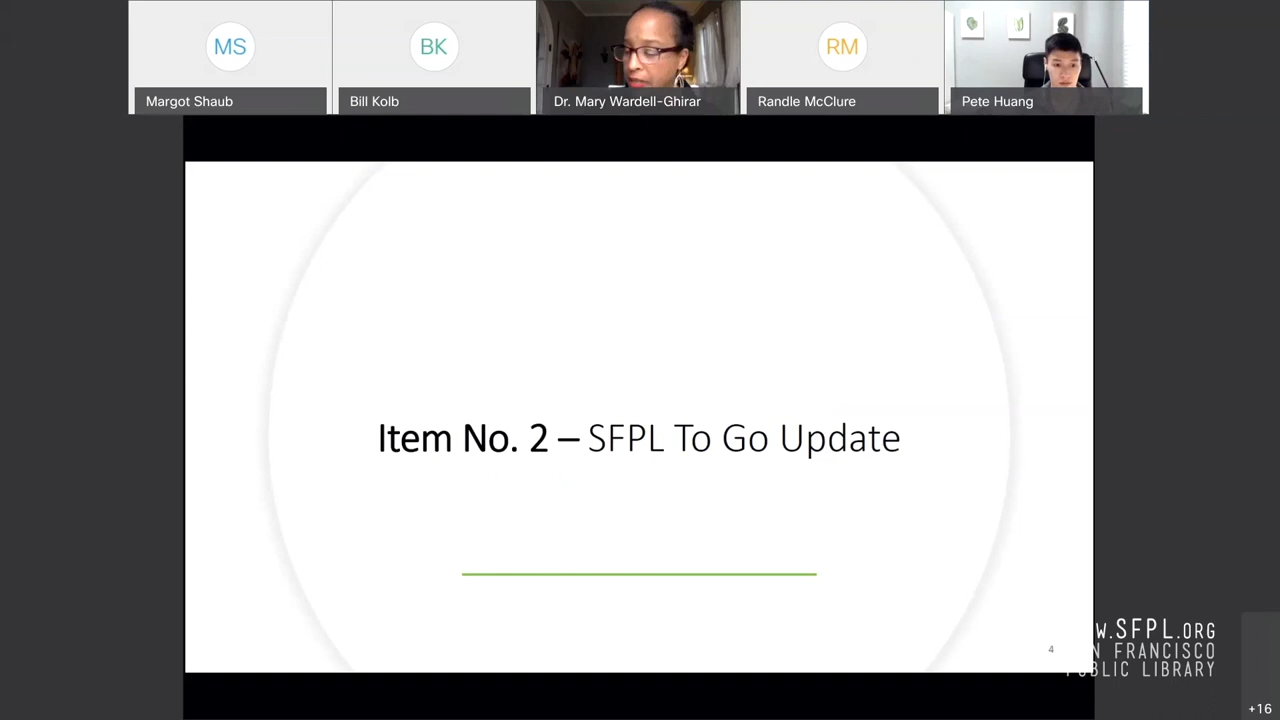 MS
BK
RM
Margot Shaub
Bill Kolb
Dr. Mary Wardell-Ghirar
Randle McClure
Pete Huang
Item No. 2 – SFPL To Go Update
4
W.SFPL.ORG
N FRANCISCO
PUBLIC LIBRARY
+16